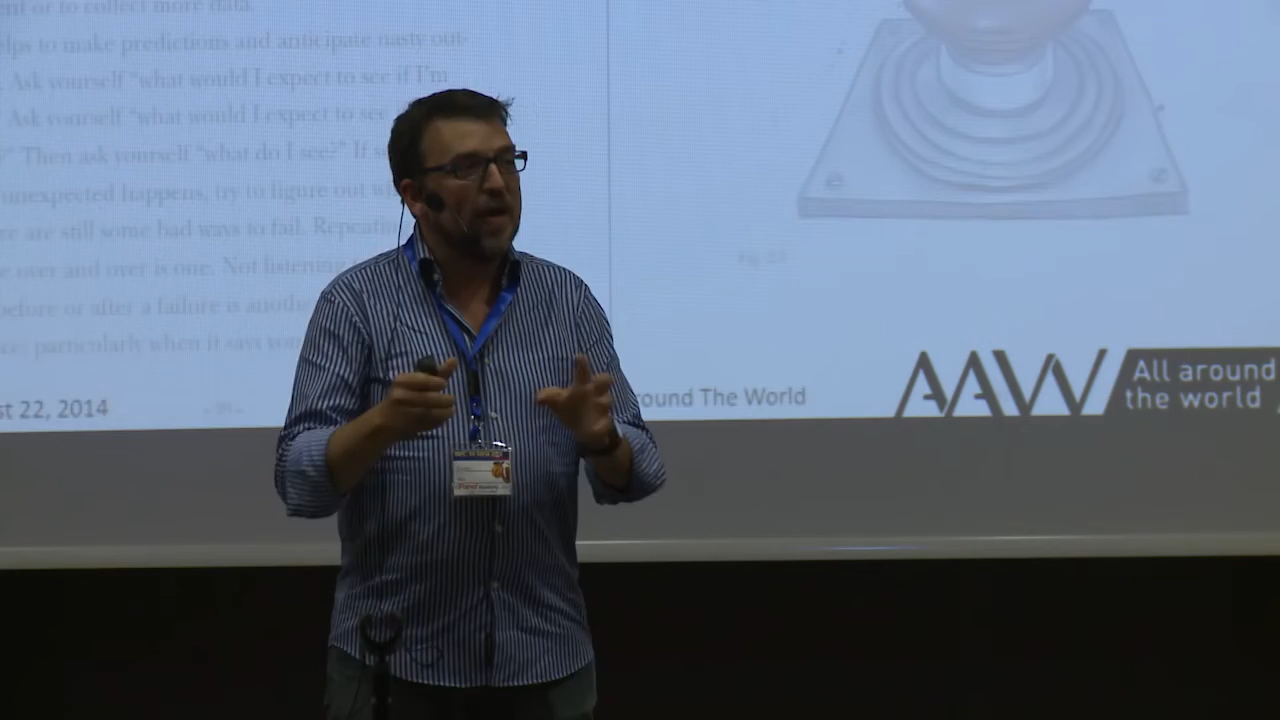 ent or to collect more data.
elps to make predictions and anticipate nasty out-
. Ask yourself "what would I expect to see if I'm
Ask yourself "what would I expect to see
?" Then ask yourself "what do I see?" If s
unexpected happens, try to figure out w
re are still some bad ways to fail. Repeatin
e over and over is one. Not listening
before or after a failure is anoth
ce; particularly when it says you
st 22, 2014
round The World
AAW
All around
the world